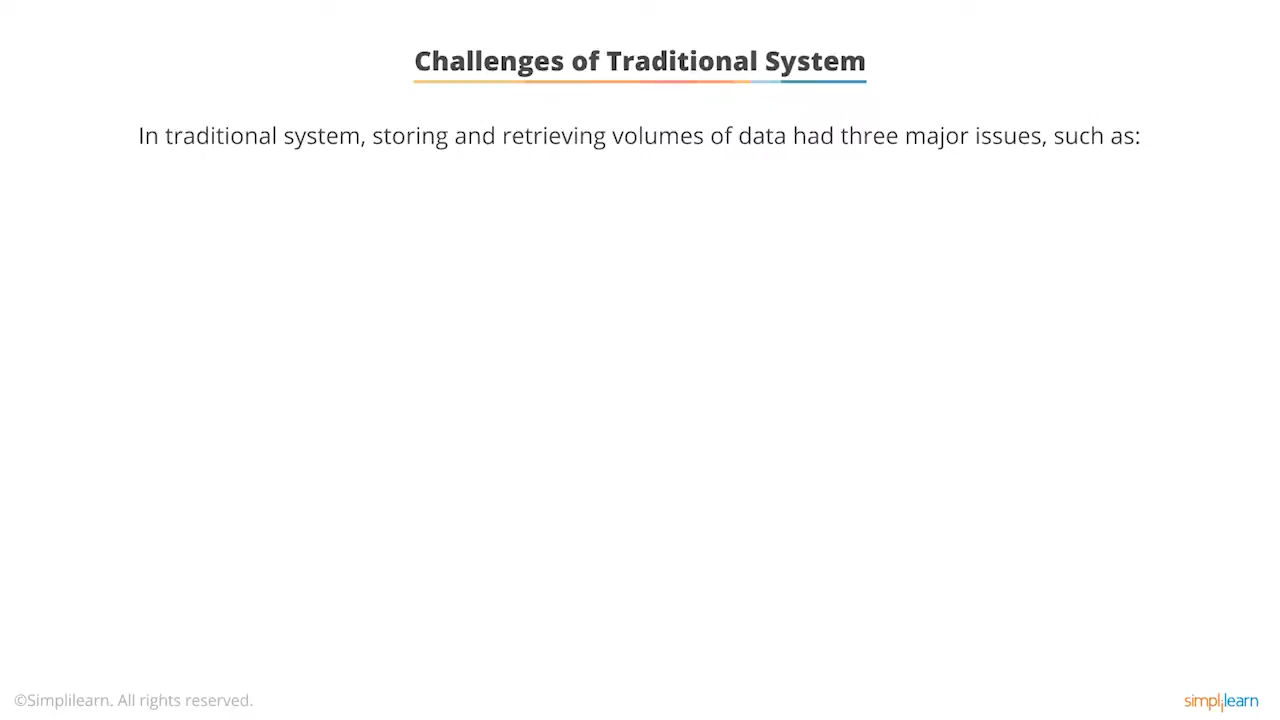 Challenges of Traditional System
In traditional system, storing and retrieving volumes of data had three major issues, such as:
©Simplilearn. All rights reserved.
simplilearn